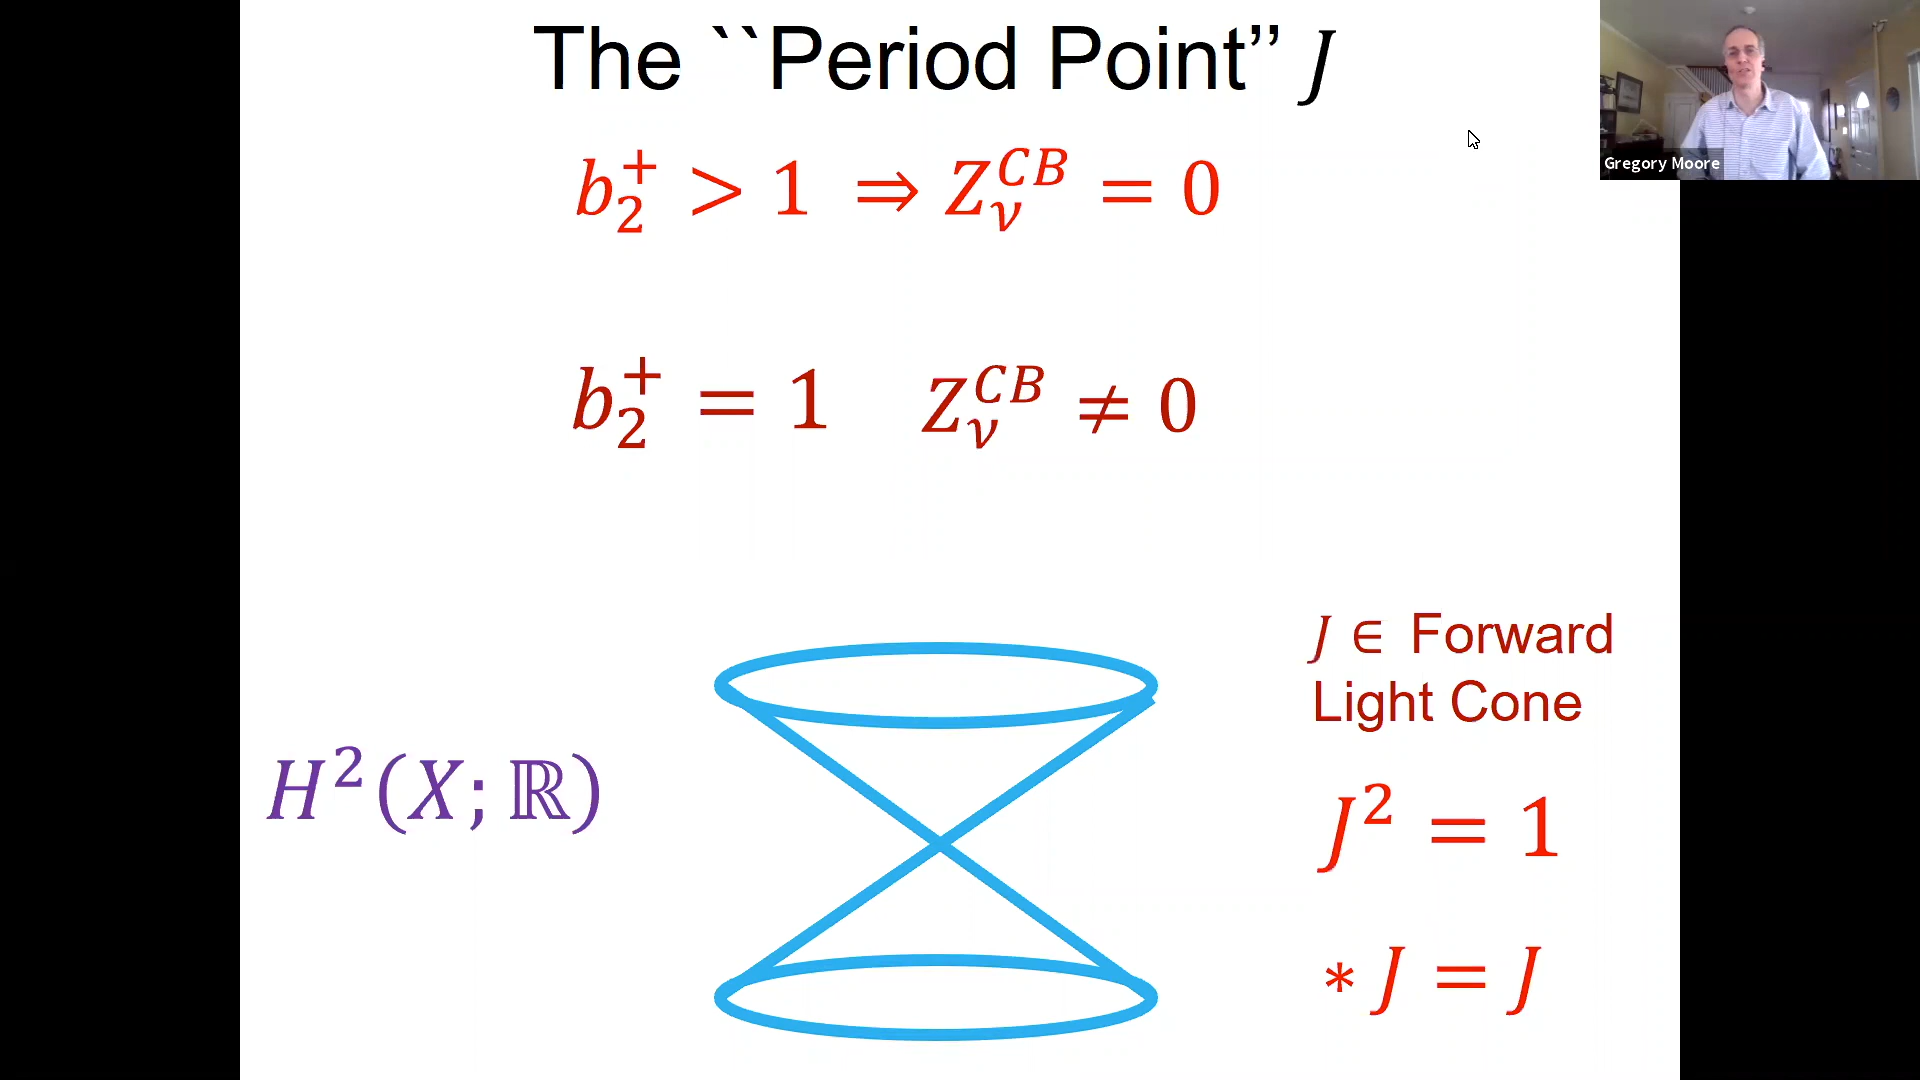 The ``Period Point’’ J
Gregory Moore
b₂⁺ > 1 ⇒ Z_ν^{CB} = 0
b₂⁺ = 1 Z_ν^{CB} ≠ 0
J ∈ Forward
Light Cone
H²(X; ℝ)
J² = 1
∗ J = J